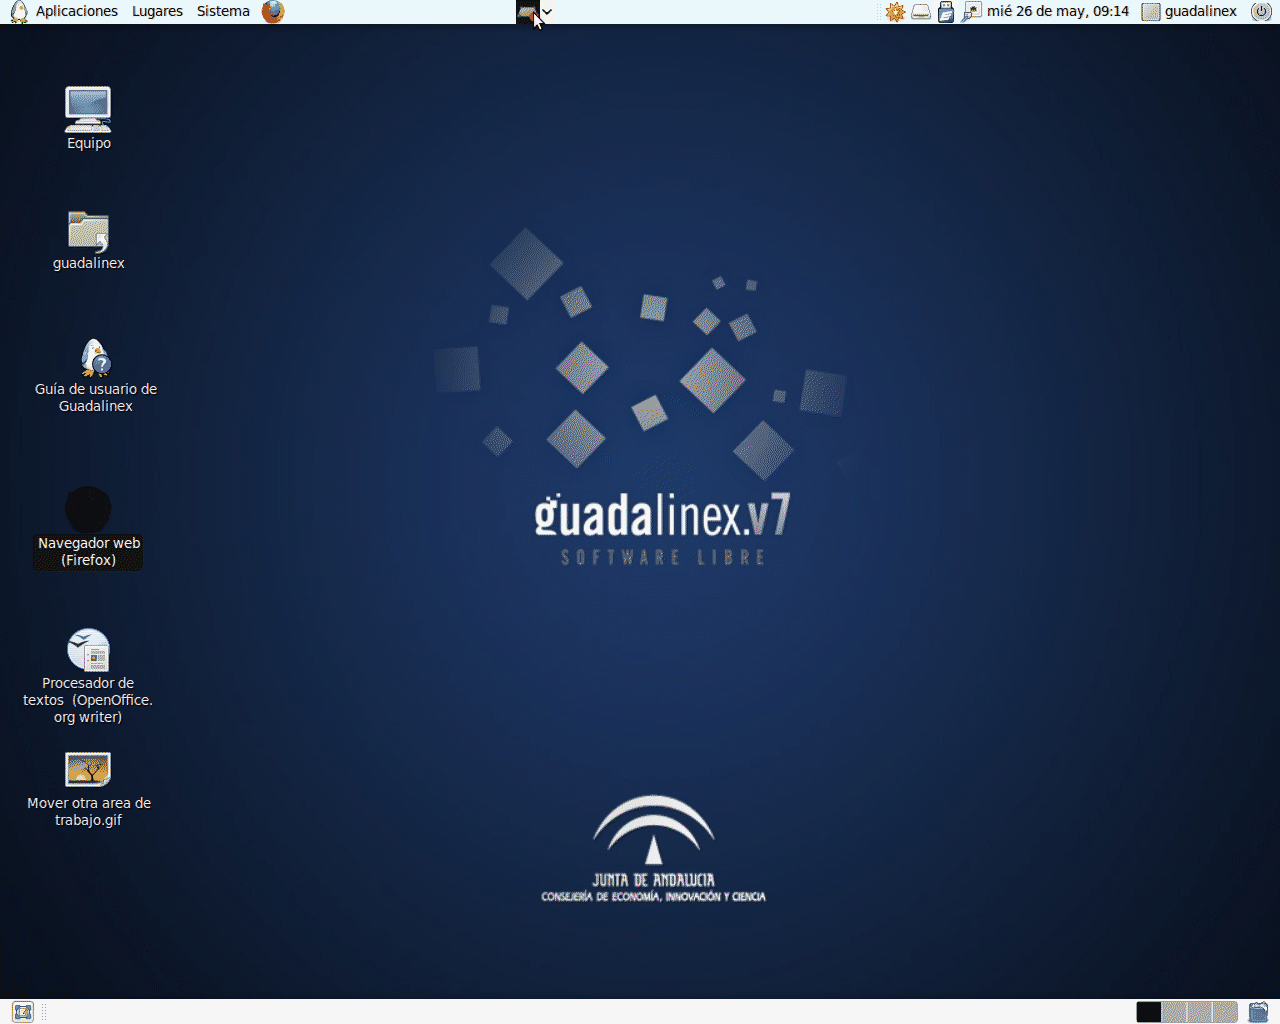 Aplicaciones Lugares Sistema mié 26 de may, 09:14 guadalinex
Equipo
guadalinex
Guía de usuario de
Guadalinex
Navegador web
(Firefox)
Procesador de
textos (OpenOffice.
org writer)
Mover otra area de
trabajo.gif
guadalinex.v7
SOFTWARE LIBRE
JUNTA DE ANDALUCIA
CONSEJERÍA DE ECONOMÍA, INNOVACIÓN Y CIENCIA